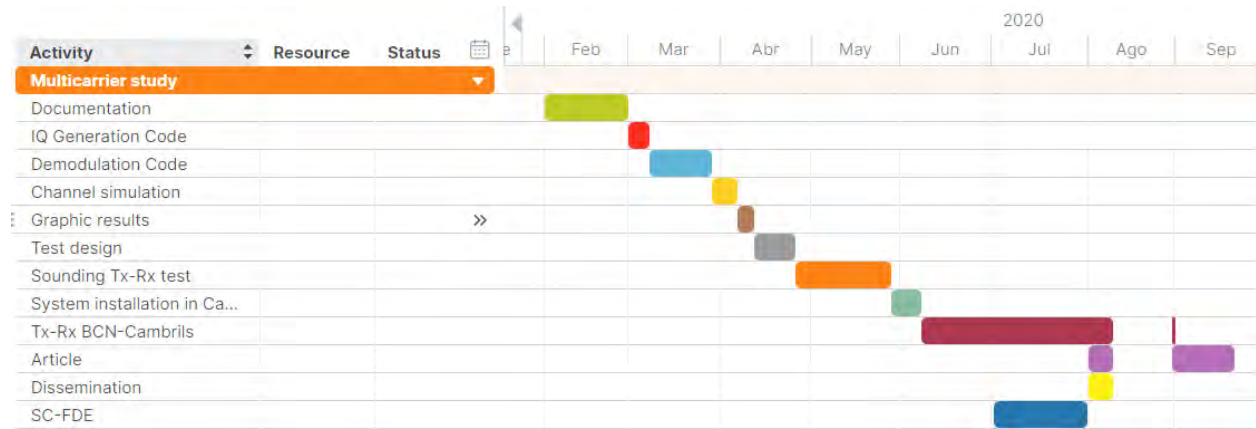 2020
Activity Resource Status e Feb Mar Abr May Jun Jul Ago Sep
Multicarrier study
Documentation
IQ Generation Code
Demodulation Code
Channel simulation
Graphic results »
Test design
Sounding Tx-Rx test
System installation in Ca...
Tx-Rx BCN-Cambrils
Article
Dissemination
SC-FDE